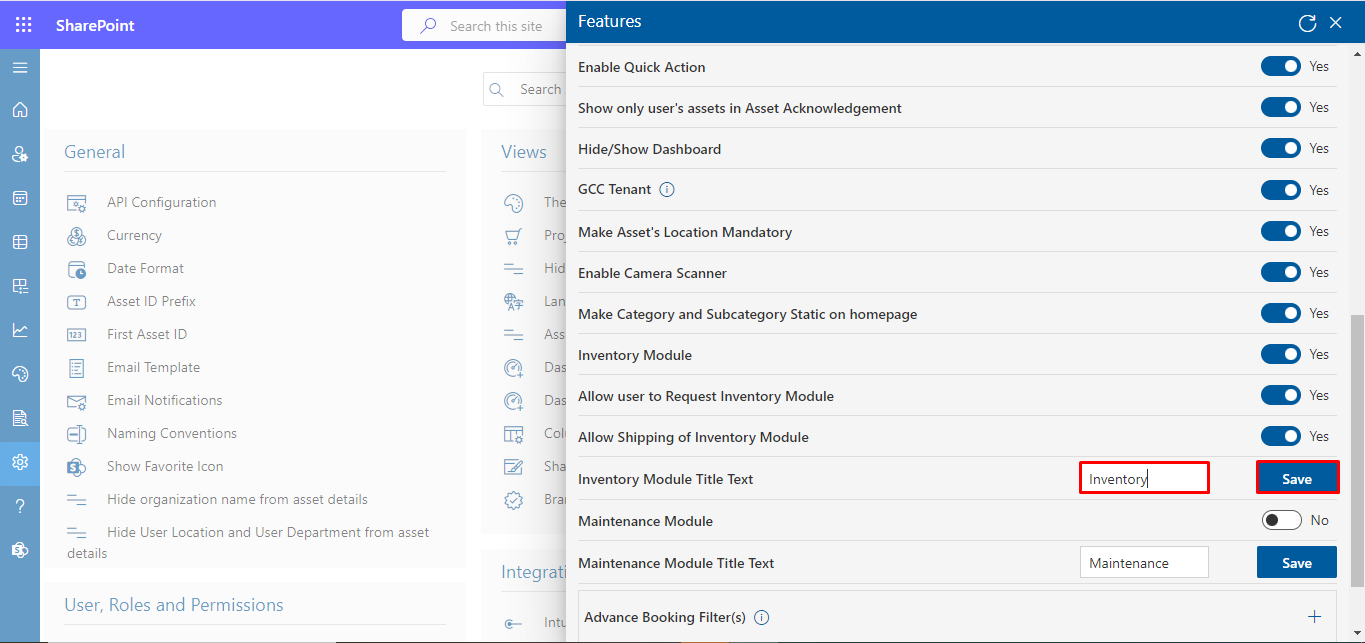 SharePoint
Search this site
Features
Search
General
API Configuration
Currency
Date Format
Asset ID Prefix
First Asset ID
Email Template
Email Notifications
Naming Conventions
Show Favorite Icon
Hide organization name from asset details
Hide User Location and User Department from asset
details
User, Roles and Permissions
Views
The
Proj
Hid
Lan
Ass
Das
Das
Colu
Sha
Bran
Integrati
Intu
Enable Quick Action Yes
Show only user's assets in Asset Acknowledgement Yes
Hide/Show Dashboard Yes
GCC Tenant Yes
Make Asset's Location Mandatory Yes
Enable Camera Scanner Yes
Make Category and Subcategory Static on homepage Yes
Inventory Module Yes
Allow user to Request Inventory Module Yes
Allow Shipping of Inventory Module Yes
Inventory Module Title Text Inventory Save
Maintenance Module No
Maintenance Module Title Text Maintenance Save
Advance Booking Filter(s)